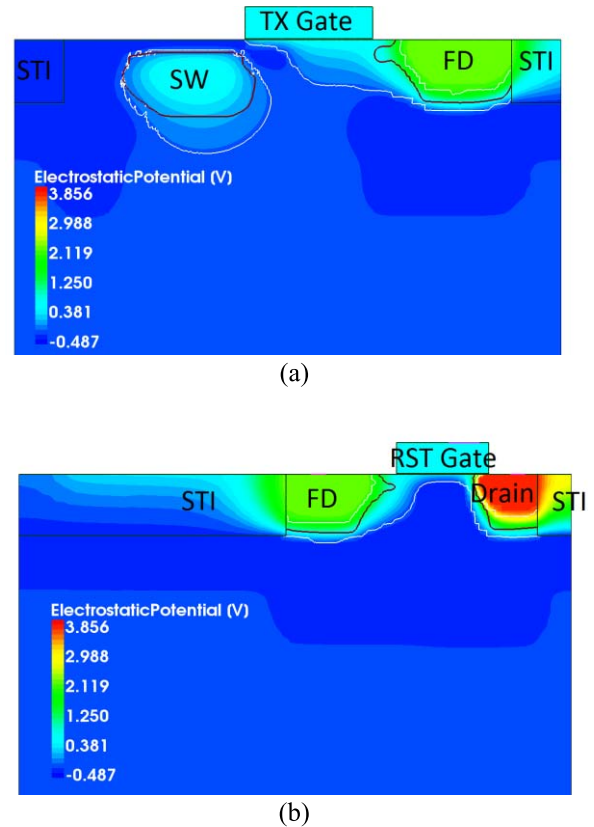 TX Gate
STI SW FD STI
ElectrostaticPotential (V)
3.856
2.988
2.119
1.250
0.381
-0.487
(a)
RST Gate
STI FD Drain STI
ElectrostaticPotential (V)
3.856
2.988
2.119
1.250
0.381
-0.487
(b)